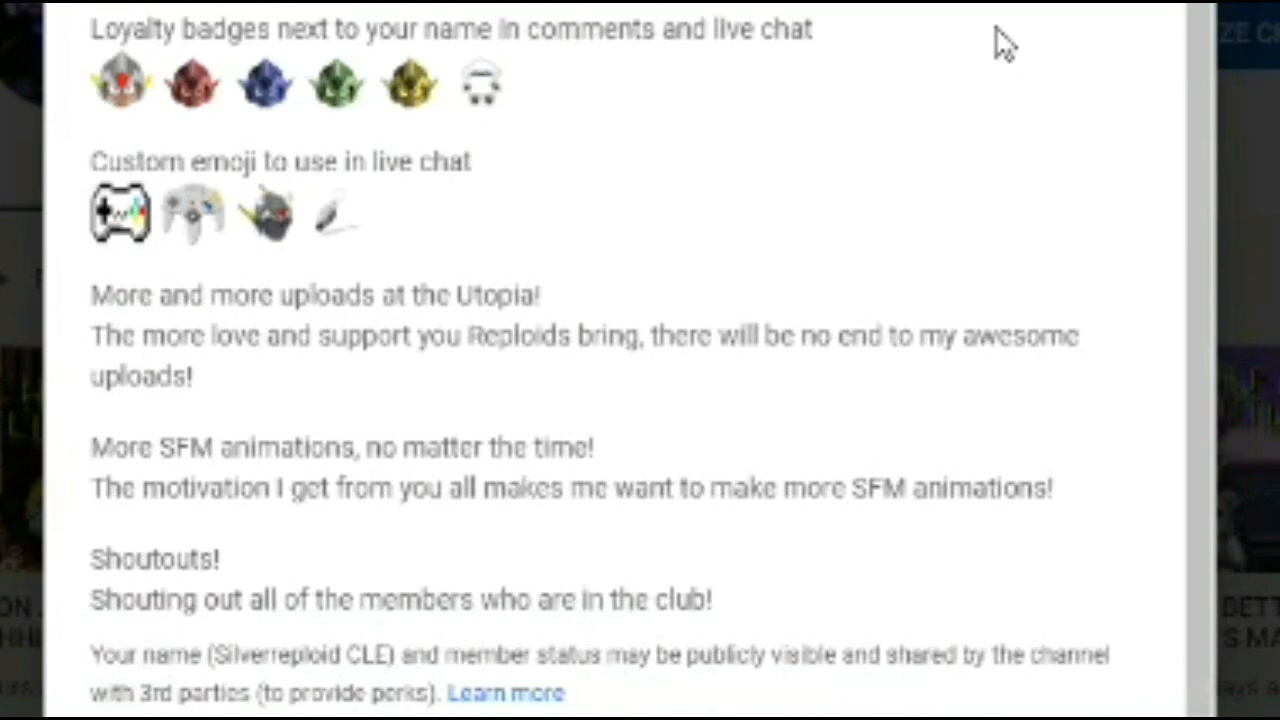 Loyalty badges next to your name in comments and live chat
Custom emoji to use in live chat
More and more uploads at the Utopia!
The more love and support you Reploids bring, there will be no end to my awesome
uploads!
More SFM animations, no matter the time!
The motivation I get from you all makes me want to make more SFM animations!
Shoutouts!
Shouting out all of the members who are in the club!
Your name (Silverreploid CLE) and member status may be publicly visible and shared by the channel
with 3rd parties (to provide perks). Learn more